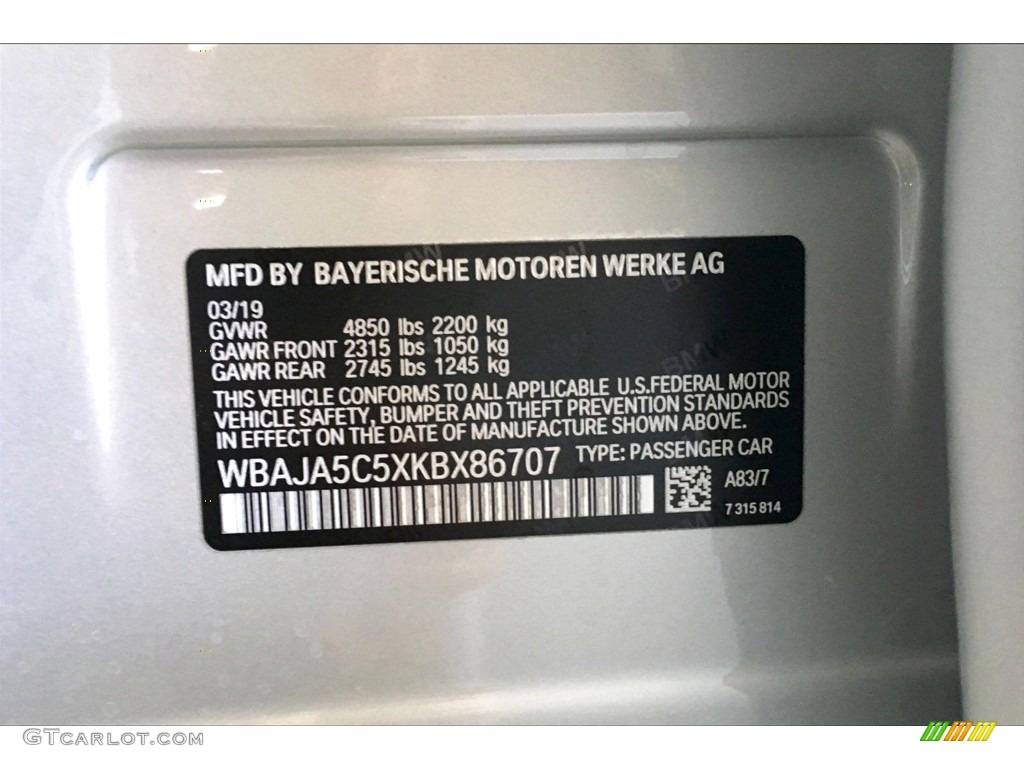 MFD BY BAYERISCHE MOTOREN WERKE AG
03/19
GVWR 4850 lbs 2200 kg
GAWR FRONT 2315 lbs 1050 kg
GAWR REAR 2745 lbs 1245 kg
THIS VEHICLE CONFORMS TO ALL APPLICABLE U.S.FEDERAL MOTOR
VEHICLE SAFETY, BUMPER AND THEFT PREVENTION STANDARDS
IN EFFECT ON THE DATE OF MANUFACTURE SHOWN ABOVE.
WBAJA5C5XKBX86707 TYPE: PASSENGER CAR
A83/7
7 315 814
GTCarlot.com